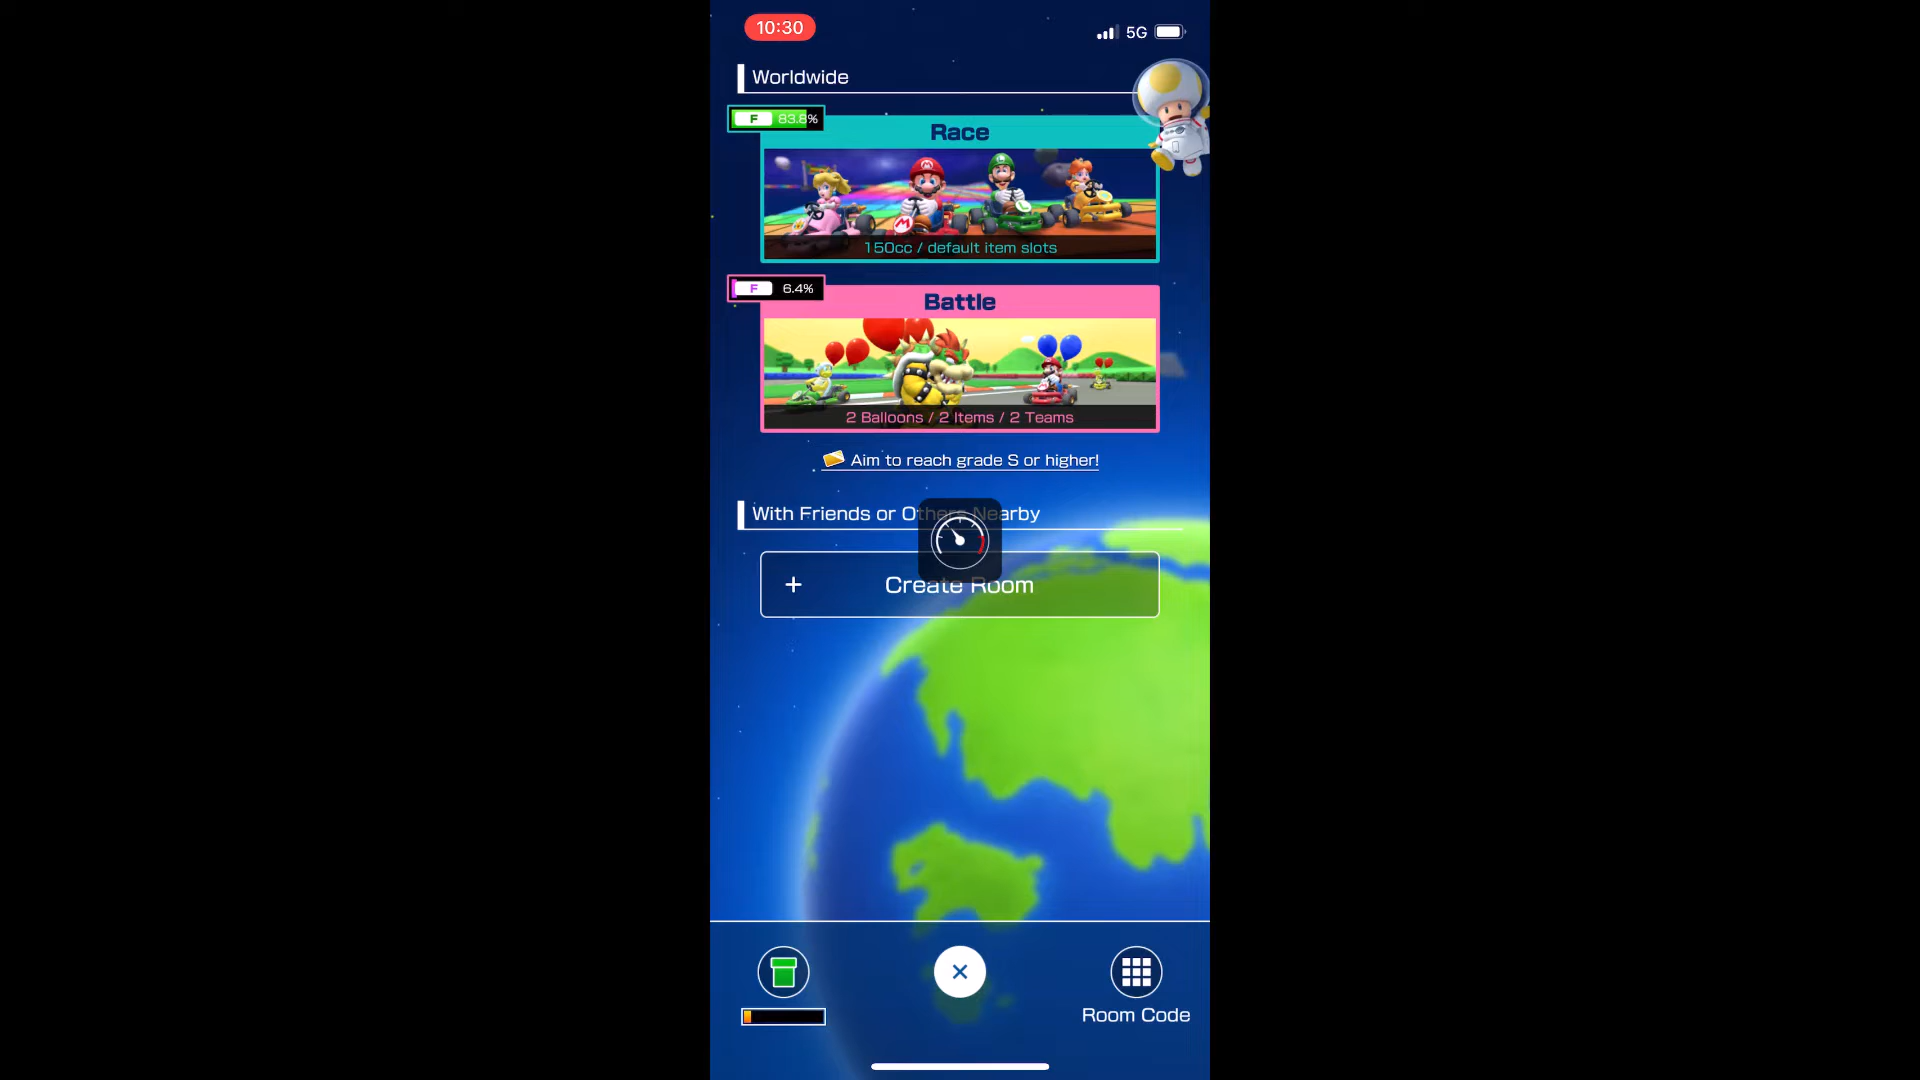 10:30
5G
Worldwide
F 83.8%
Race
150cc / default item slots
F 6.4%
Battle
2 Balloons / 2 Items / 2 Teams
Aim to reach grade S or higher!
With Friends or Others Nearby
+ Create Room
Room Code